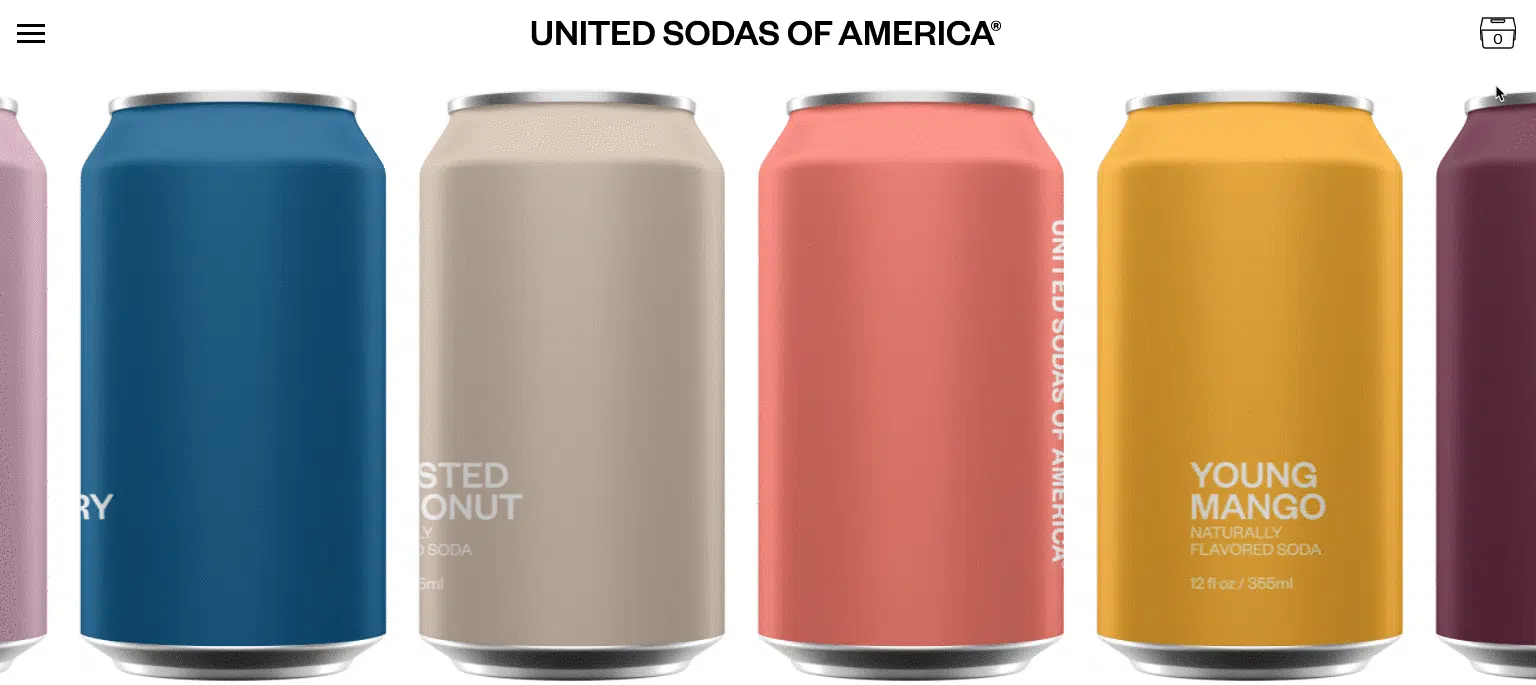 UNITED SODAS OF AMERICA®
0
RY
STED
ONUT
LY
D SODA
5ml
UNITED SODAS OF AMERICA
YOUNG
MANGO
NATURALLY
FLAVORED SODA
12 fl oz / 355ml